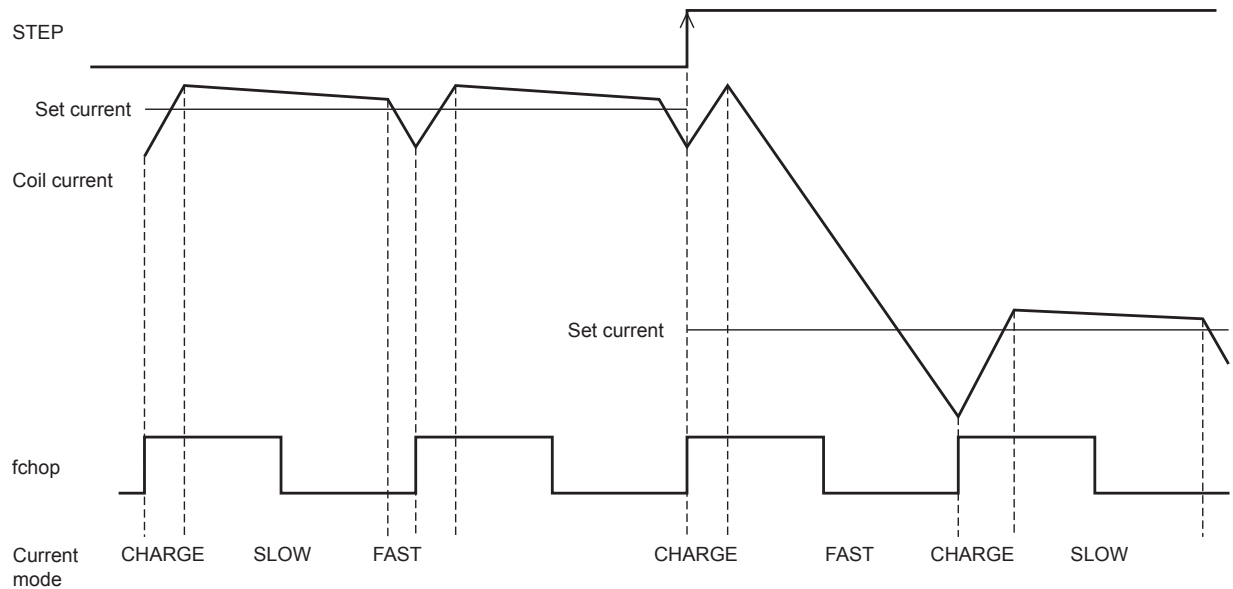 STEP
Set current
Coil current
Set current
fchop
Current mode
CHARGE
SLOW
FAST
CHARGE
FAST
CHARGE
SLOW